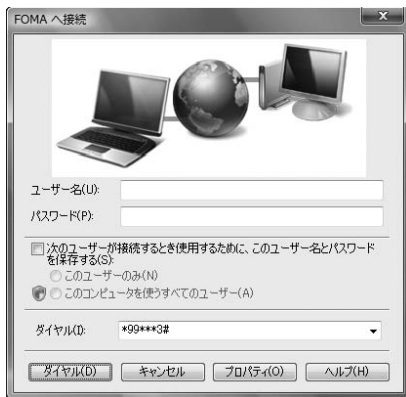 FOMA へ接続
ユーザー名(U):
パスワード(P):
次のユーザーが接続するとき使用するために、このユーザー名とパスワード
を保存する(S):
このユーザーのみ(N)
このコンピュータを使うすべてのユーザー(A)
ダイヤル(I): *99***3#
ダイヤル(D) キャンセル プロパティ(O) ヘルプ(H)